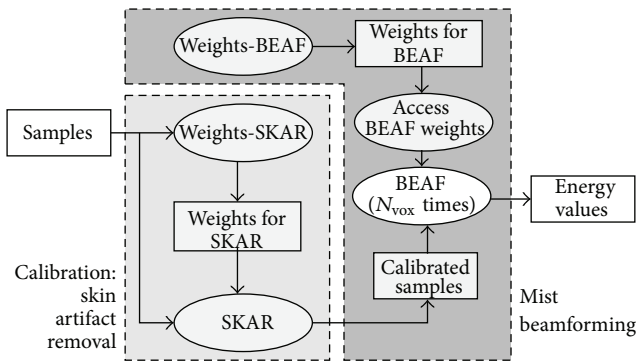 Weights-BEAF
Weights for
BEAF
Access
BEAF weights
Samples
Weights-SKAR
BEAF
(Nvox times)
Energy
values
Weights for
SKAR
Calibrated
samples
Calibration:
skin
artifact
removal
SKAR
Mist
beamforming